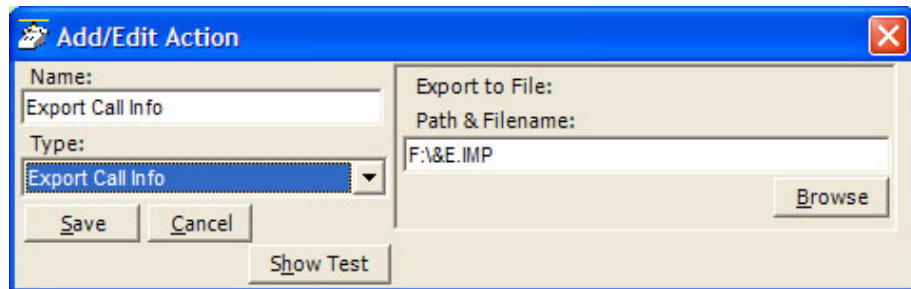 Add/Edit Action
Name:
Export Call Info
Type:
Export Call Info
Save
Cancel
Show Test
Export to File:
Path & Filename:
F:\&E.IMP
Browse